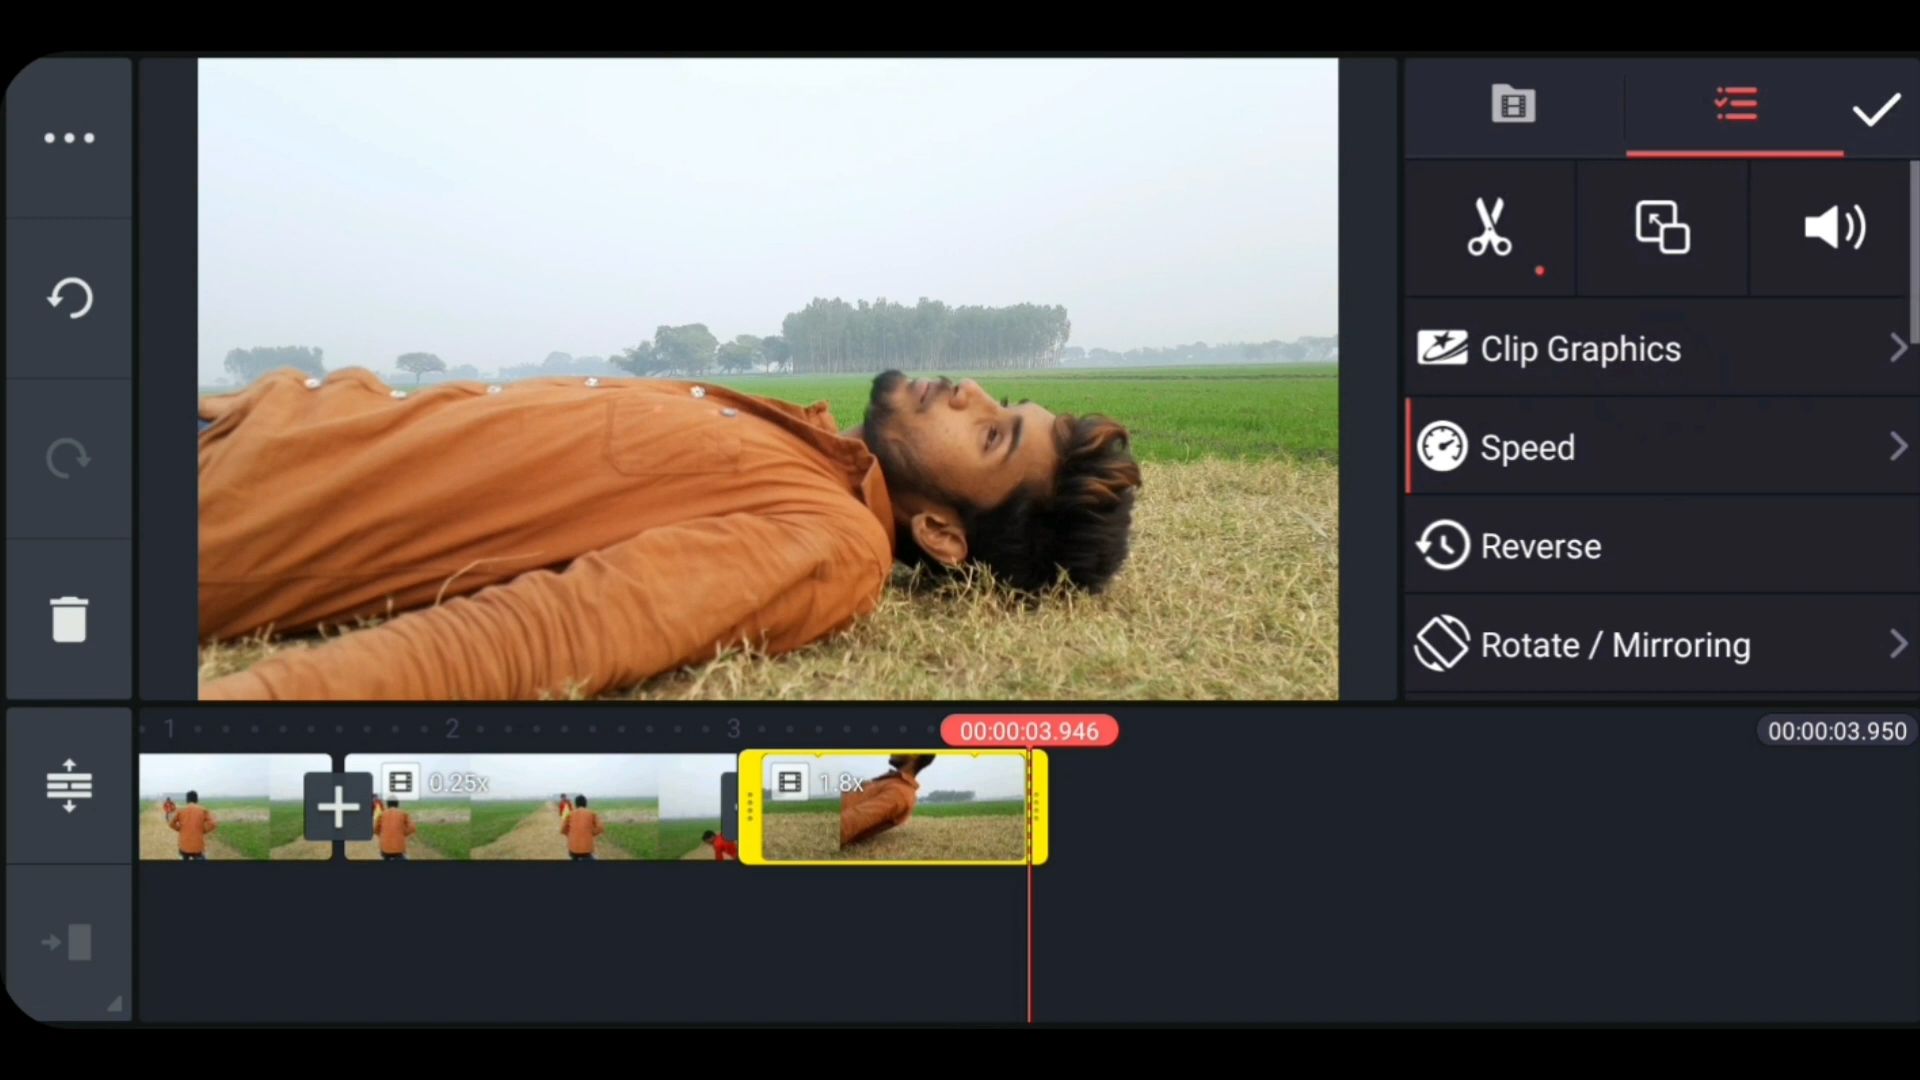 Clip Graphics
Speed
Reverse
Rotate / Mirroring
1
2
3
00:00:03.946
00:00:03.950
0.25x
1.8x